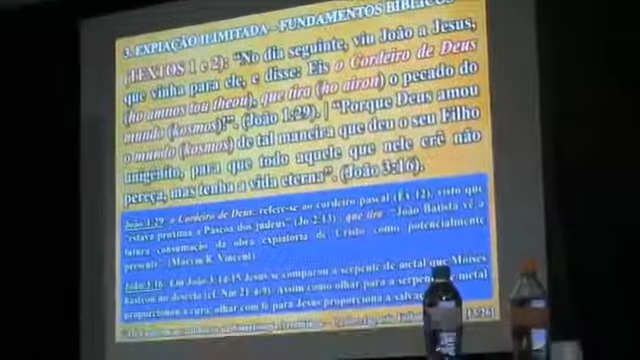 3. EXPIAÇÃO ILIMITADA – FUNDAMENTOS BÍBLICOS
(TEXTOS 1 e 2): "No dia seguinte, viu João a Jesus,
que vinha para ele, e disse: Eis o Cordeiro de Deus
(ho amnos tou theou), que tira (ho airon) o pecado do
mundo (kosmos)!". (João 1:29). | "Porque Deus amou
o mundo (kosmos) de tal maneira que deu o seu Filho
unigênito, para que todo aquele que nele crê não
pereça, mas tenha a vida eterna". (João 3:16).
João 1:29: o Cordeiro de Deus: refere-se ao cordeiro pascal (Êx 12), visto que
"estava próxima a Páscoa dos judeus" (Jo 2:13). que tira: "João Batista vê a
futura consumação da obra expiatória de Cristo como potencialmente
presente". (Marvin R. Vincent)
João 3:16: Em João 3:14-15 Jesus se comparou a serpente de metal que Moisés
levantou no deserto (cf. Nm 21:4-9). Assim como olhar para a serpente de metal
proporcionou a cura, olhar com fé para Jesus proporciona a